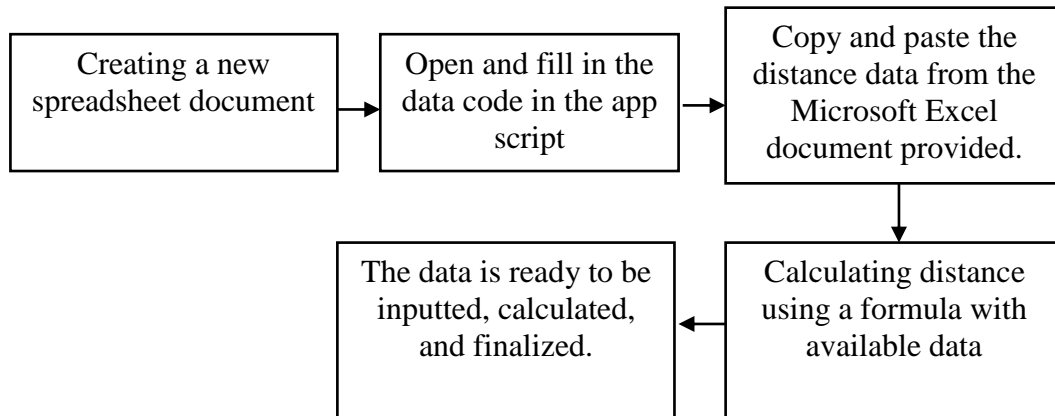 Creating a new
spreadsheet document
Open and fill in the
data code in the app
script
Copy and paste the
distance data from the
Microsoft Excel
document provided.
Calculating distance
using a formula with
available data
The data is ready to be
inputted, calculated,
and finalized.